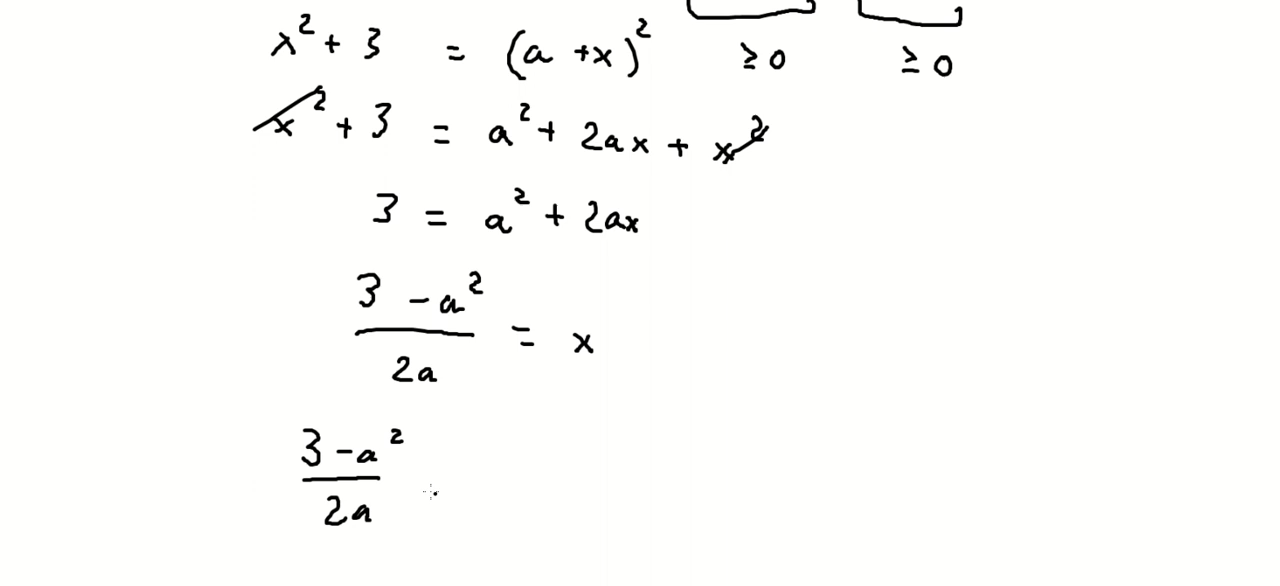 x² + 3 = (a + x)² ≥ 0 ≥ 0
x² + 3 = a² + 2ax + x²
3 = a² + 2ax
3 - a²
2a
= x
3 - a²
2a